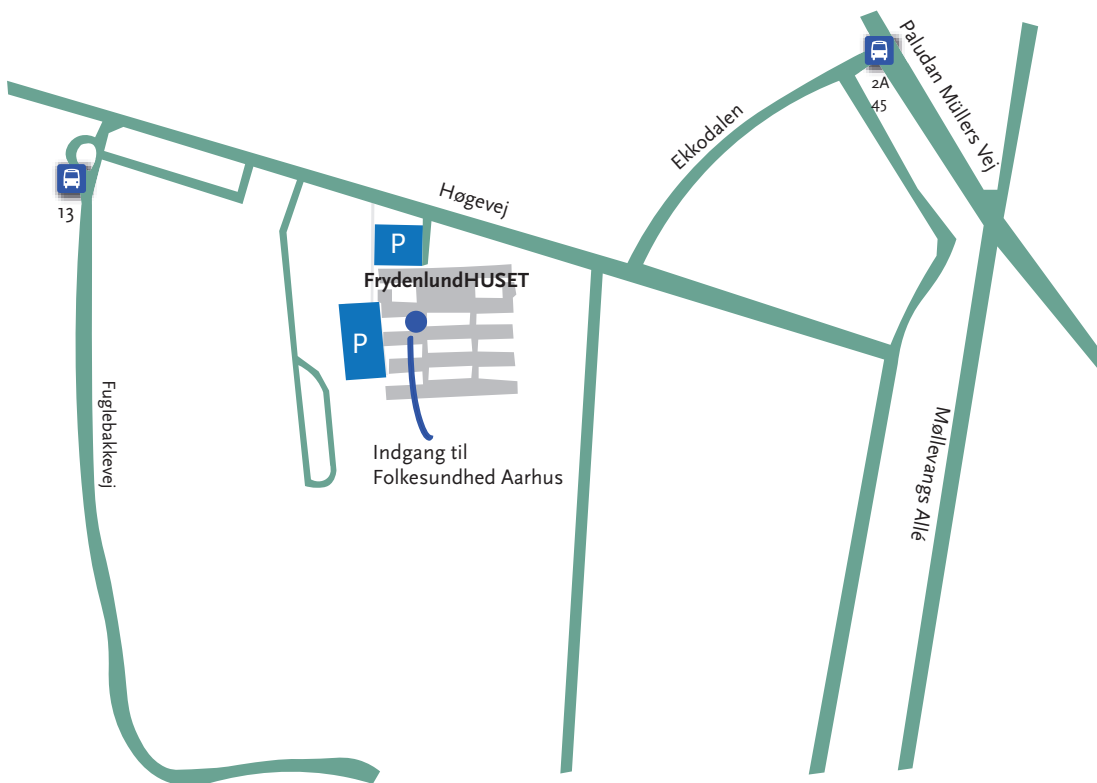 Paludan Müllers Vej
2A
45
Ekkodalen
13
Høgevej
P
FrydenlundHUSET
P
Fuglebakkevej
Indgang til
Folkesundhed Aarhus
Møllevangs Allé